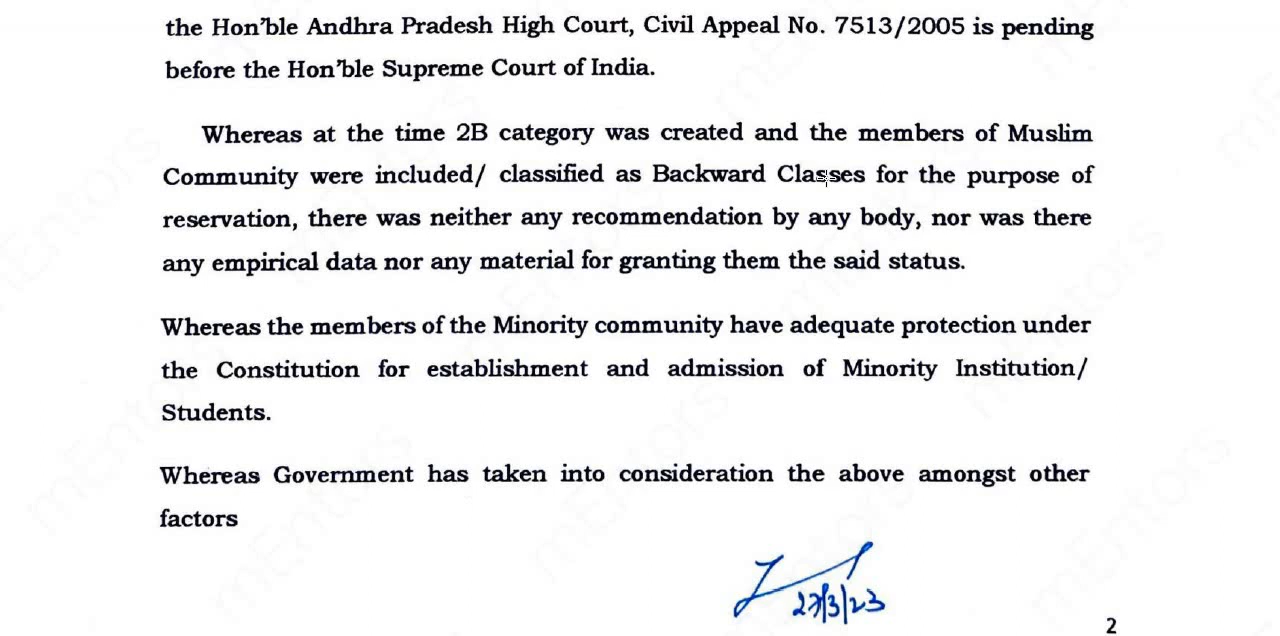 the Hon’ble Andhra Pradesh High Court, Civil Appeal No. 7513/2005 is pending
before the Hon’ble Supreme Court of India.
Whereas at the time 2B category was created and the members of Muslim
Community were included/ classified as Backward Classes for the purpose of
reservation, there was neither any recommendation by any body, nor was there
any empirical data nor any material for granting them the said status.
Whereas the members of the Minority community have adequate protection under
the Constitution for establishment and admission of Minority Institution/
Students.
Whereas Government has taken into consideration the above amongst other
factors
27/3/23
2
mEntors